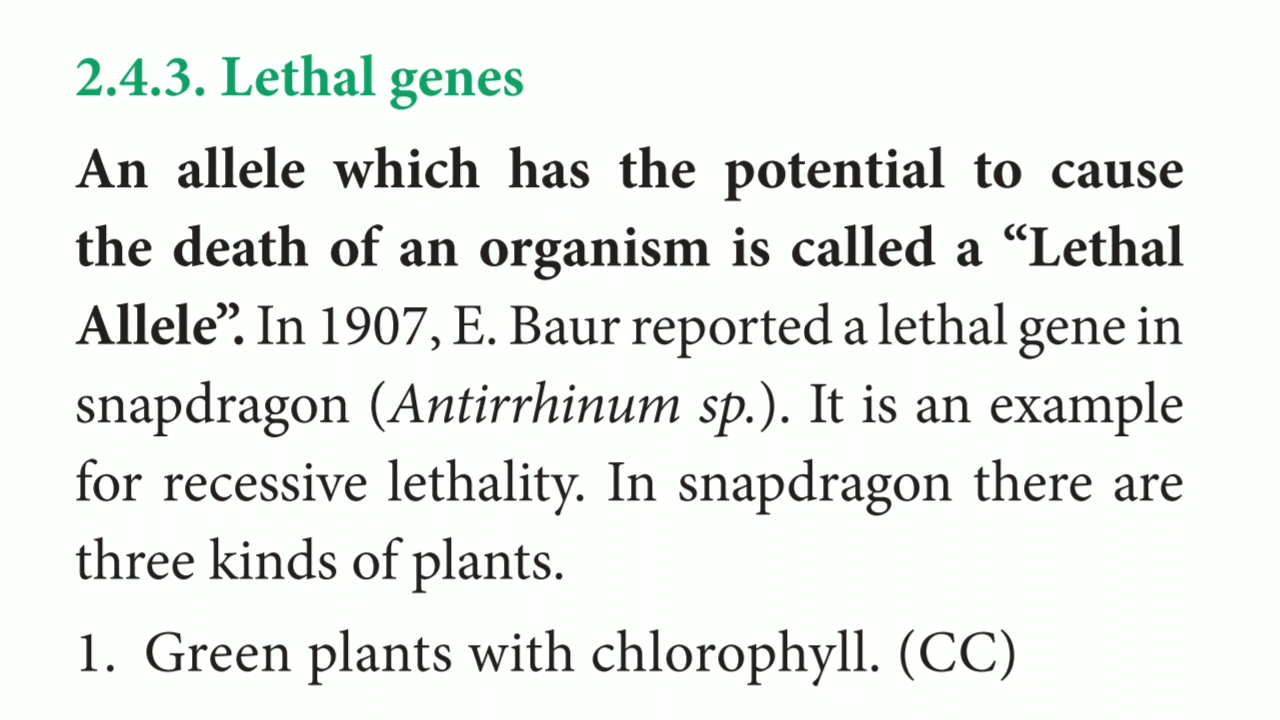 2.4.3. Lethal genes
An allele which has the potential to cause
the death of an organism is called a “Lethal
Allele”. In 1907, E. Baur reported a lethal gene in
snapdragon (Antirrhinum sp.). It is an example
for recessive lethality. In snapdragon there are
three kinds of plants.
1. Green plants with chlorophyll. (CC)